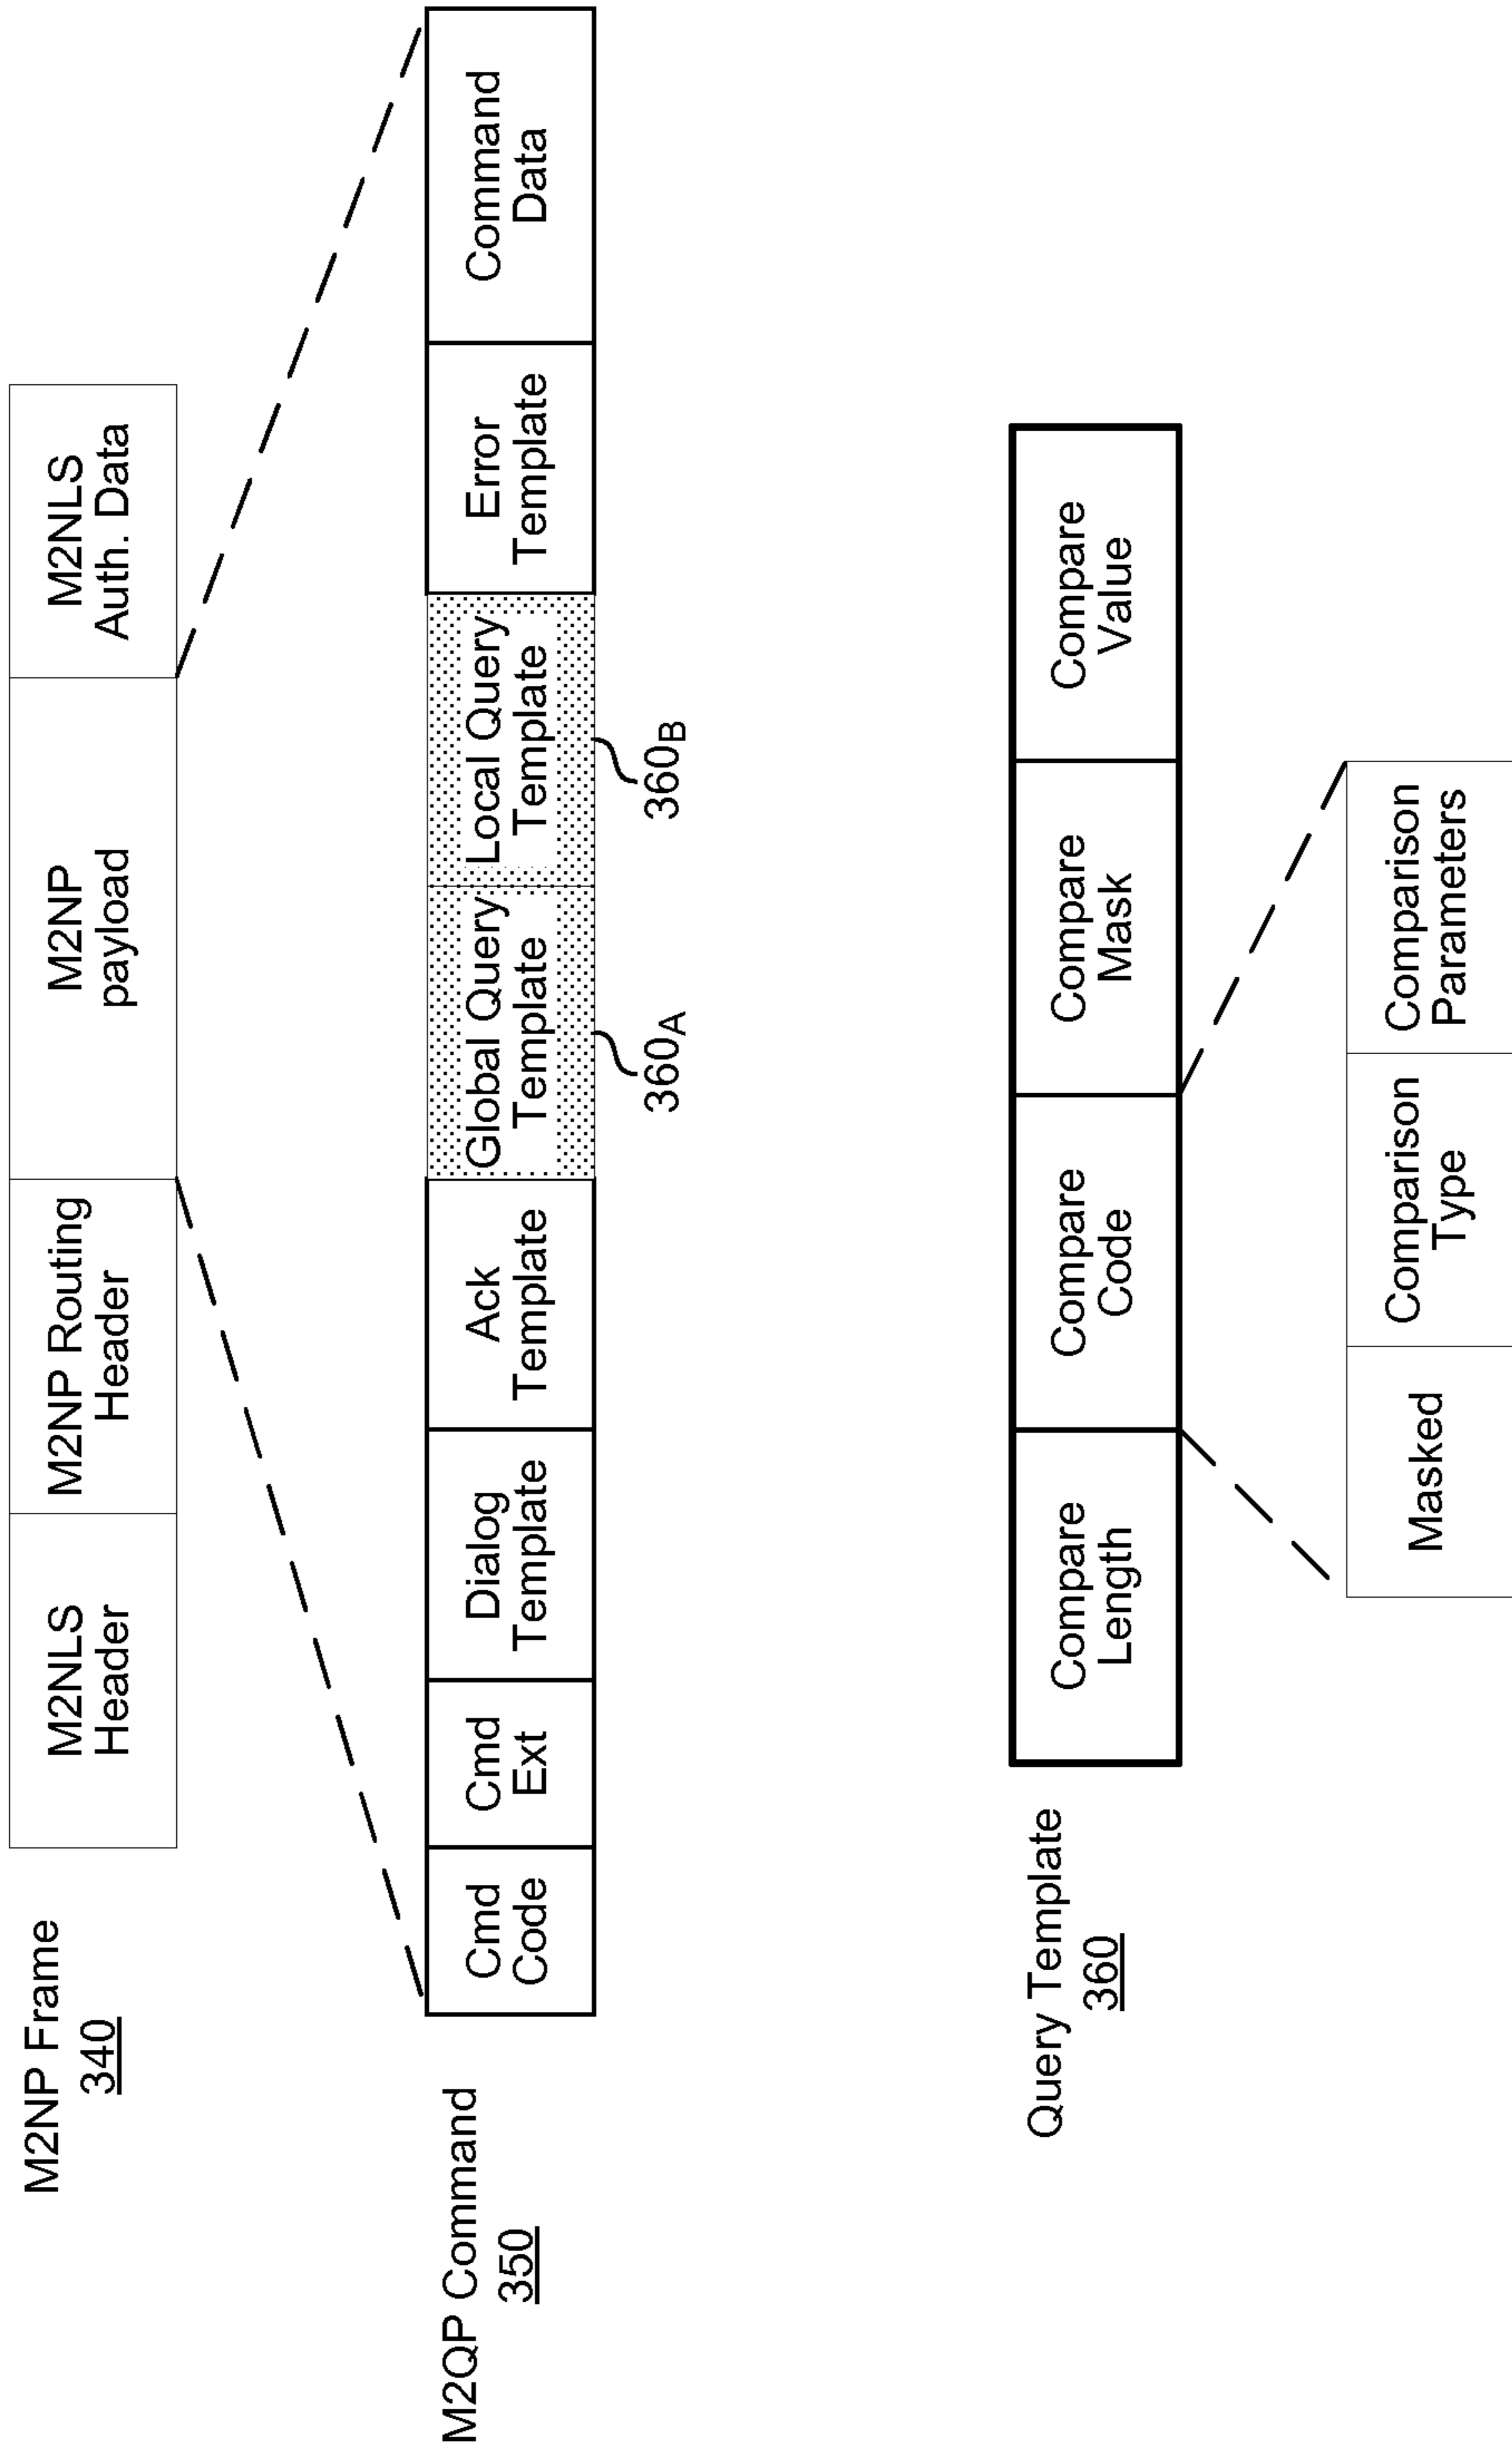 M2NP Frame
340
M2NLS
Header
M2NP Routing
Header
M2NP
payload
M2NLS
Auth. Data
M2QP Command
350
Cmd
Code
Cmd
Ext
Dialog
Template
Ack
Template
Global Query
Template
Local Query
Template
Error
Template
Command
Data
360A
360B
Query Template
360
Compare
Length
Compare
Code
Compare
Mask
Compare
Value
Masked
Comparison
Type
Comparison
Parameters